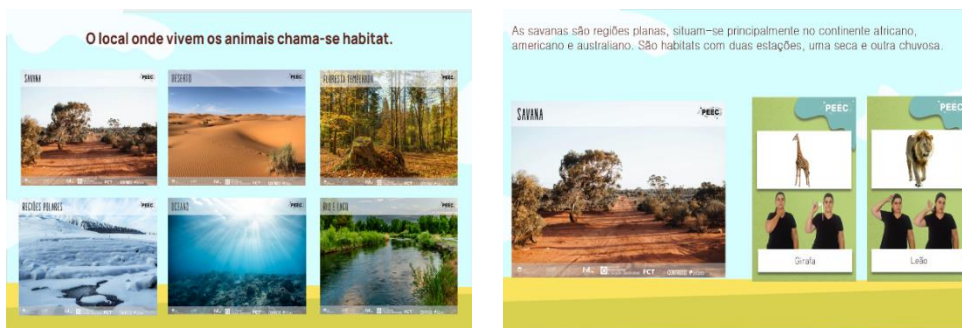 O local onde vivem os animais chama-se habitat.
SAVANA
PEEC
DESERTO
PEEC
FLORESTA TEMPERADA
PEEC
REGIÕES POLARES
PEEC
OCEANO
PEEC
RIO E LAGO
PEEC
As savanas são regiões planas, situam-se principalmente no continente africano,
americano e australiano. São habitats com duas estações, uma seca e outra chuvosa.
SAVANA
PEEC
FCT
PEEC
Girafa
PEEC
Leão